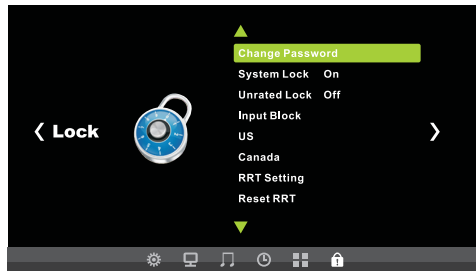 Lock
Change Password
System Lock On
Unrated Lock Off
Input Block
US
Canada
RRT Setting
Reset RRT